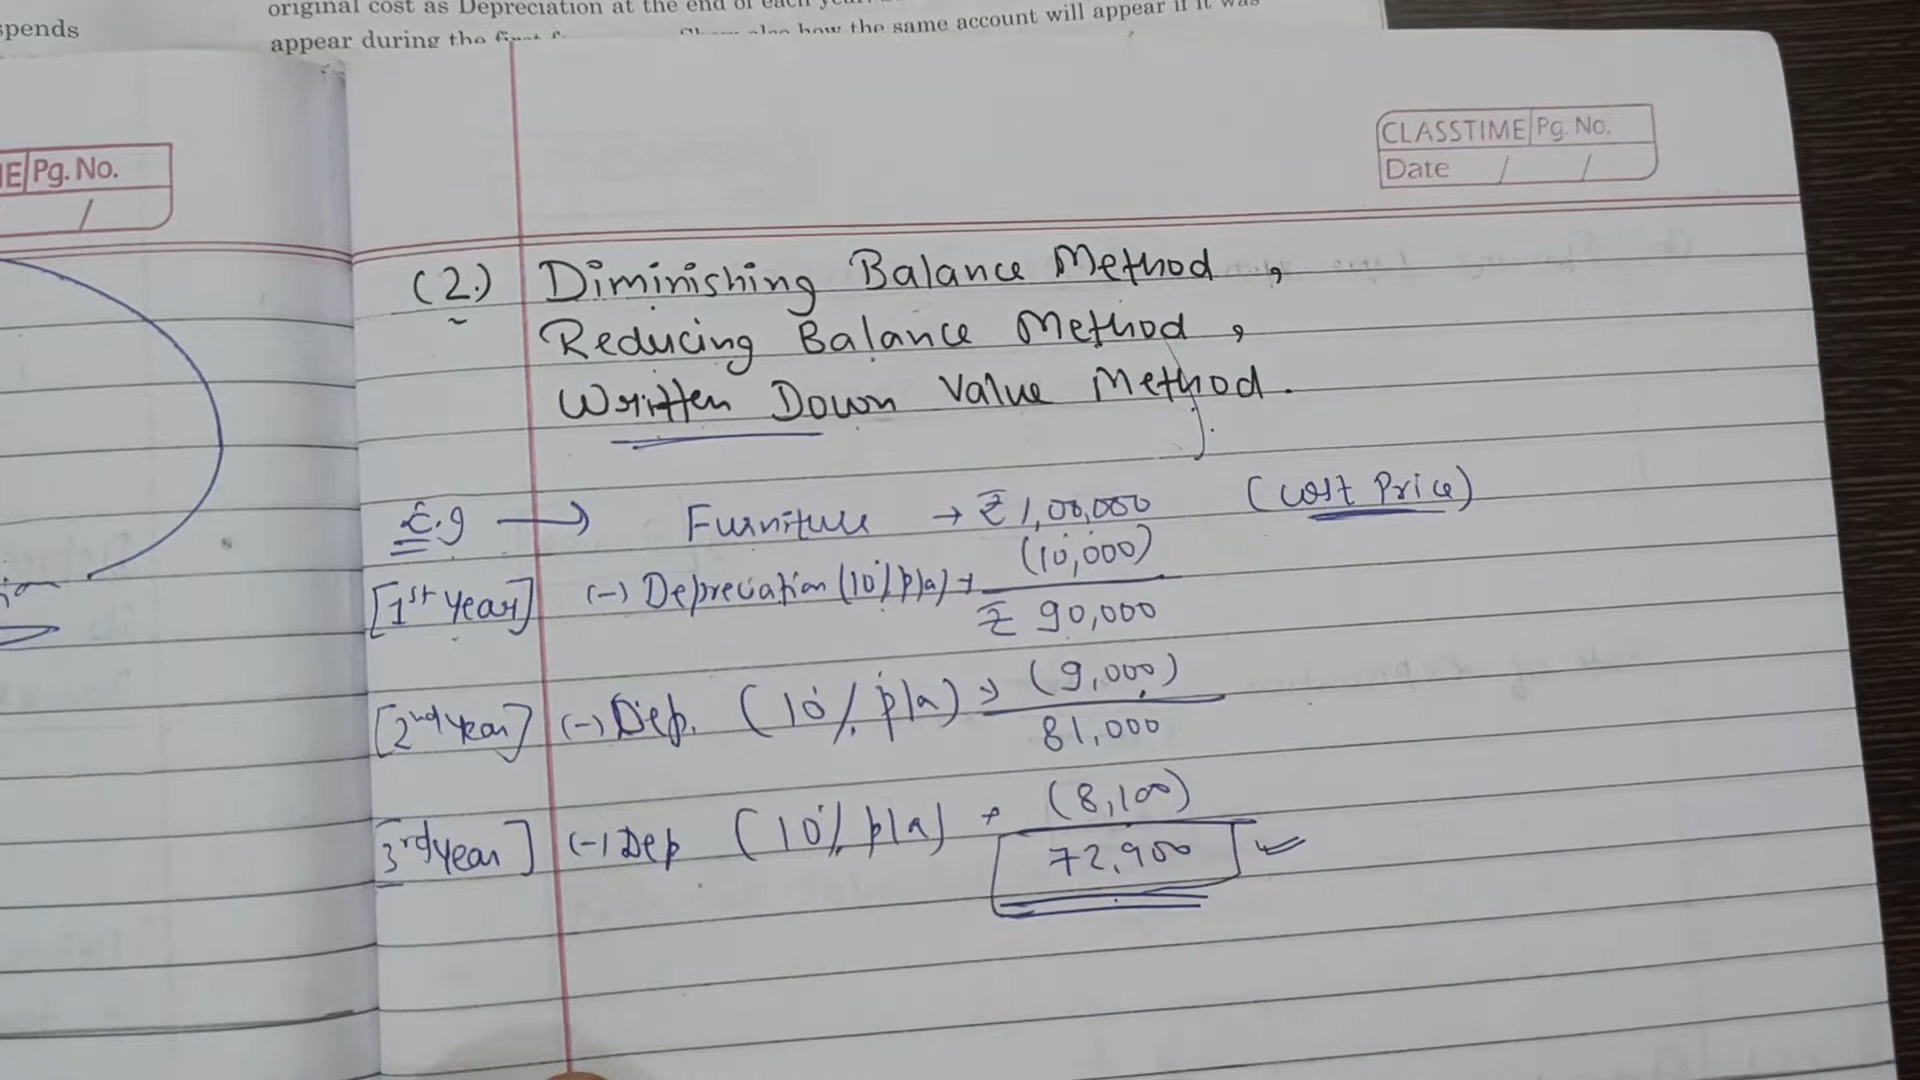 spends
original cost as Depreciation at the end of each
appear during the how the same account will appear if it was
E Pg. No.
/
CLASSTIME Pg. No.
Date / /
(2.) Diminishing Balance Method ,
Reducing Balance Method ,
Written Down Value Method .
E.g → Furniture → ₹ 1,00,000 (Cost Price)
[1st Year] (-) Depreciation (10% p/a) → (10,000)
₹ 90,000
[2nd Year] (-) Dep. (10% p/a) → (9,000)
81,000
3rd Year] (-) Dep (10% p/a) → (8,100)
72,900